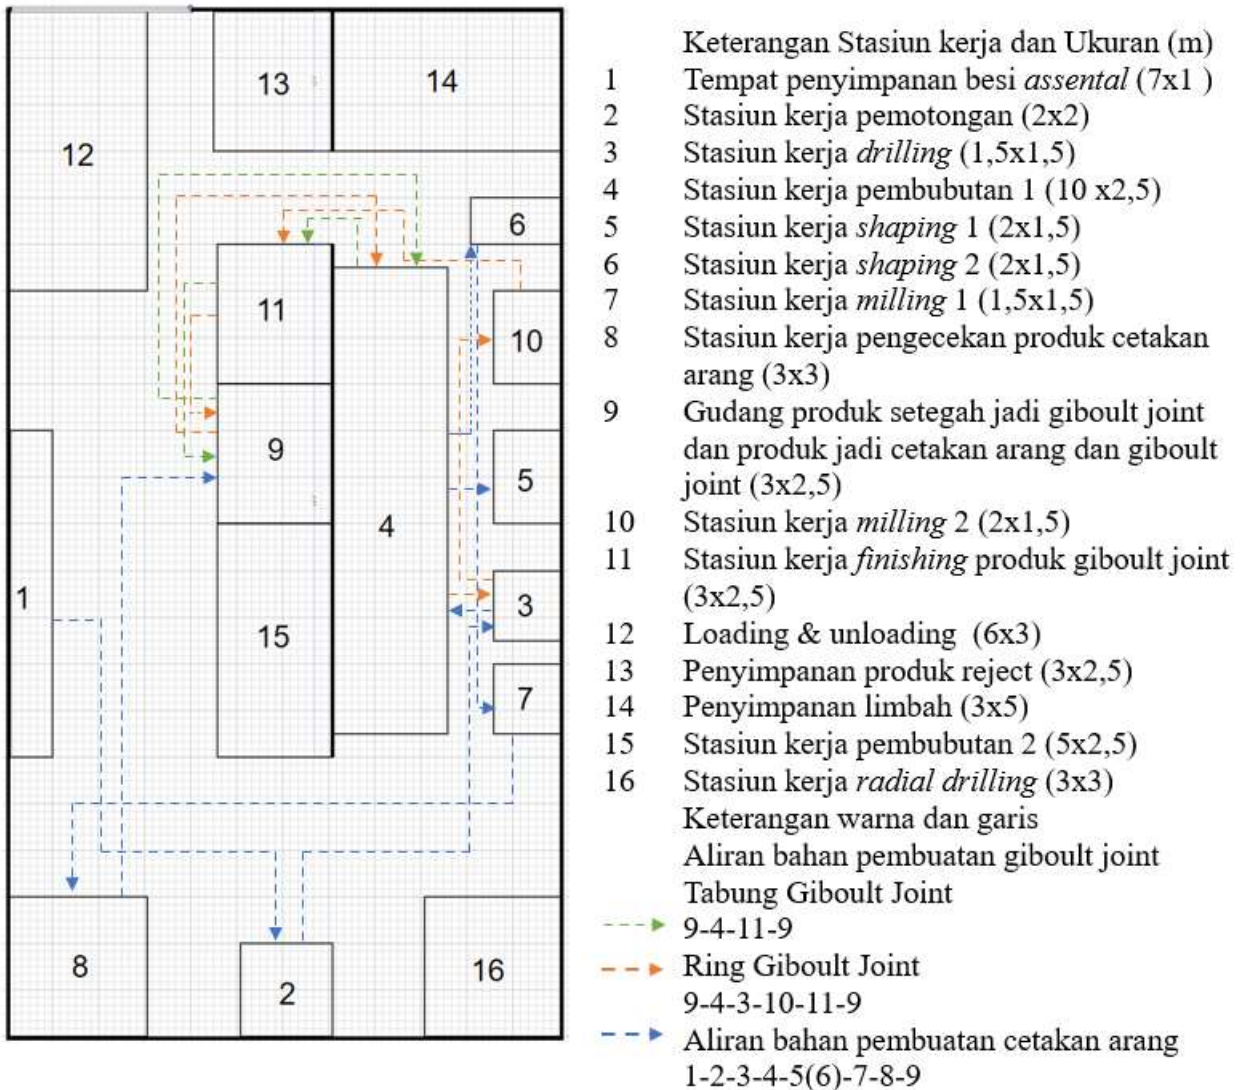 13
14
12
6
11
10
9
5
4
1
3
15
7
8
2
16
Keterangan Stasiun kerja dan Ukuran (m)
1 Tempat penyimpanan besi assental (7x1 )
2 Stasiun kerja pemotongan (2x2)
3 Stasiun kerja drilling (1,5x1,5)
4 Stasiun kerja pembubutan 1 (10 x2,5)
5 Stasiun kerja shaping 1 (2x1,5)
6 Stasiun kerja shaping 2 (2x1,5)
7 Stasiun kerja milling 1 (1,5x1,5)
8 Stasiun kerja pengecekan produk cetakan
arang (3x3)
9 Gudang produk setegah jadi giboult joint
dan produk jadi cetakan arang dan giboult
joint (3x2,5)
10 Stasiun kerja milling 2 (2x1,5)
11 Stasiun kerja finishing produk giboult joint
(3x2,5)
12 Loading & unloading (6x3)
13 Penyimpanan produk reject (3x2,5)
14 Penyimpanan limbah (3x5)
15 Stasiun kerja pembubutan 2 (5x2,5)
16 Stasiun kerja radial drilling (3x3)
Keterangan warna dan garis
Aliran bahan pembuatan giboult joint
Tabung Giboult Joint
9-4-11-9
Ring Giboult Joint
9-4-3-10-11-9
Aliran bahan pembuatan cetakan arang
1-2-3-4-5(6)-7-8-9